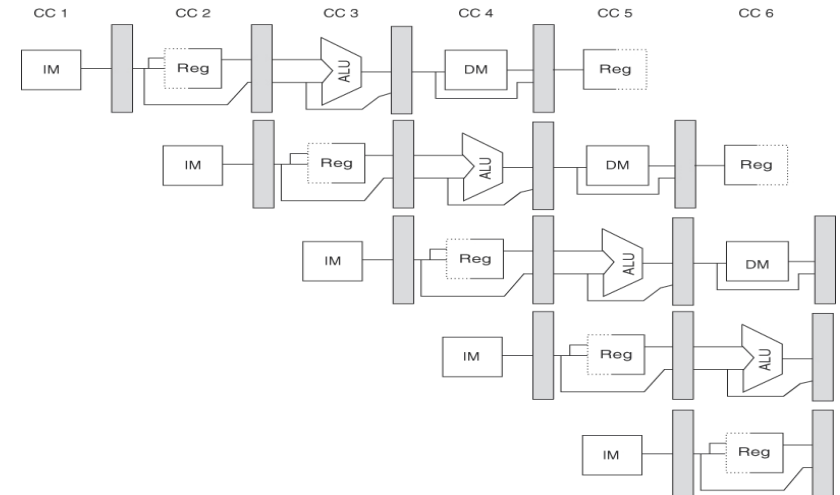 CC 1 CC 2 CC 3 CC 4 CC 5 CC 6
IM Reg ALU DM Reg
IM Reg ALU DM Reg
IM Reg ALU DM
IM Reg ALU
IM Reg